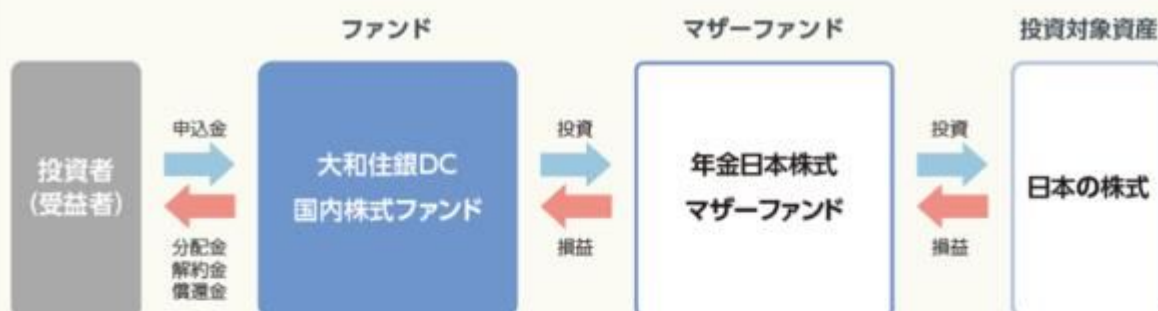 ファンド
マザーファンド
投資対象資産
投資者
(受益者)
申込金
分配金
解約金
償還金
大和住銀DC
国内株式ファンド
投資
損益
年金日本株式
マザーファンド
投資
損益
日本の株式